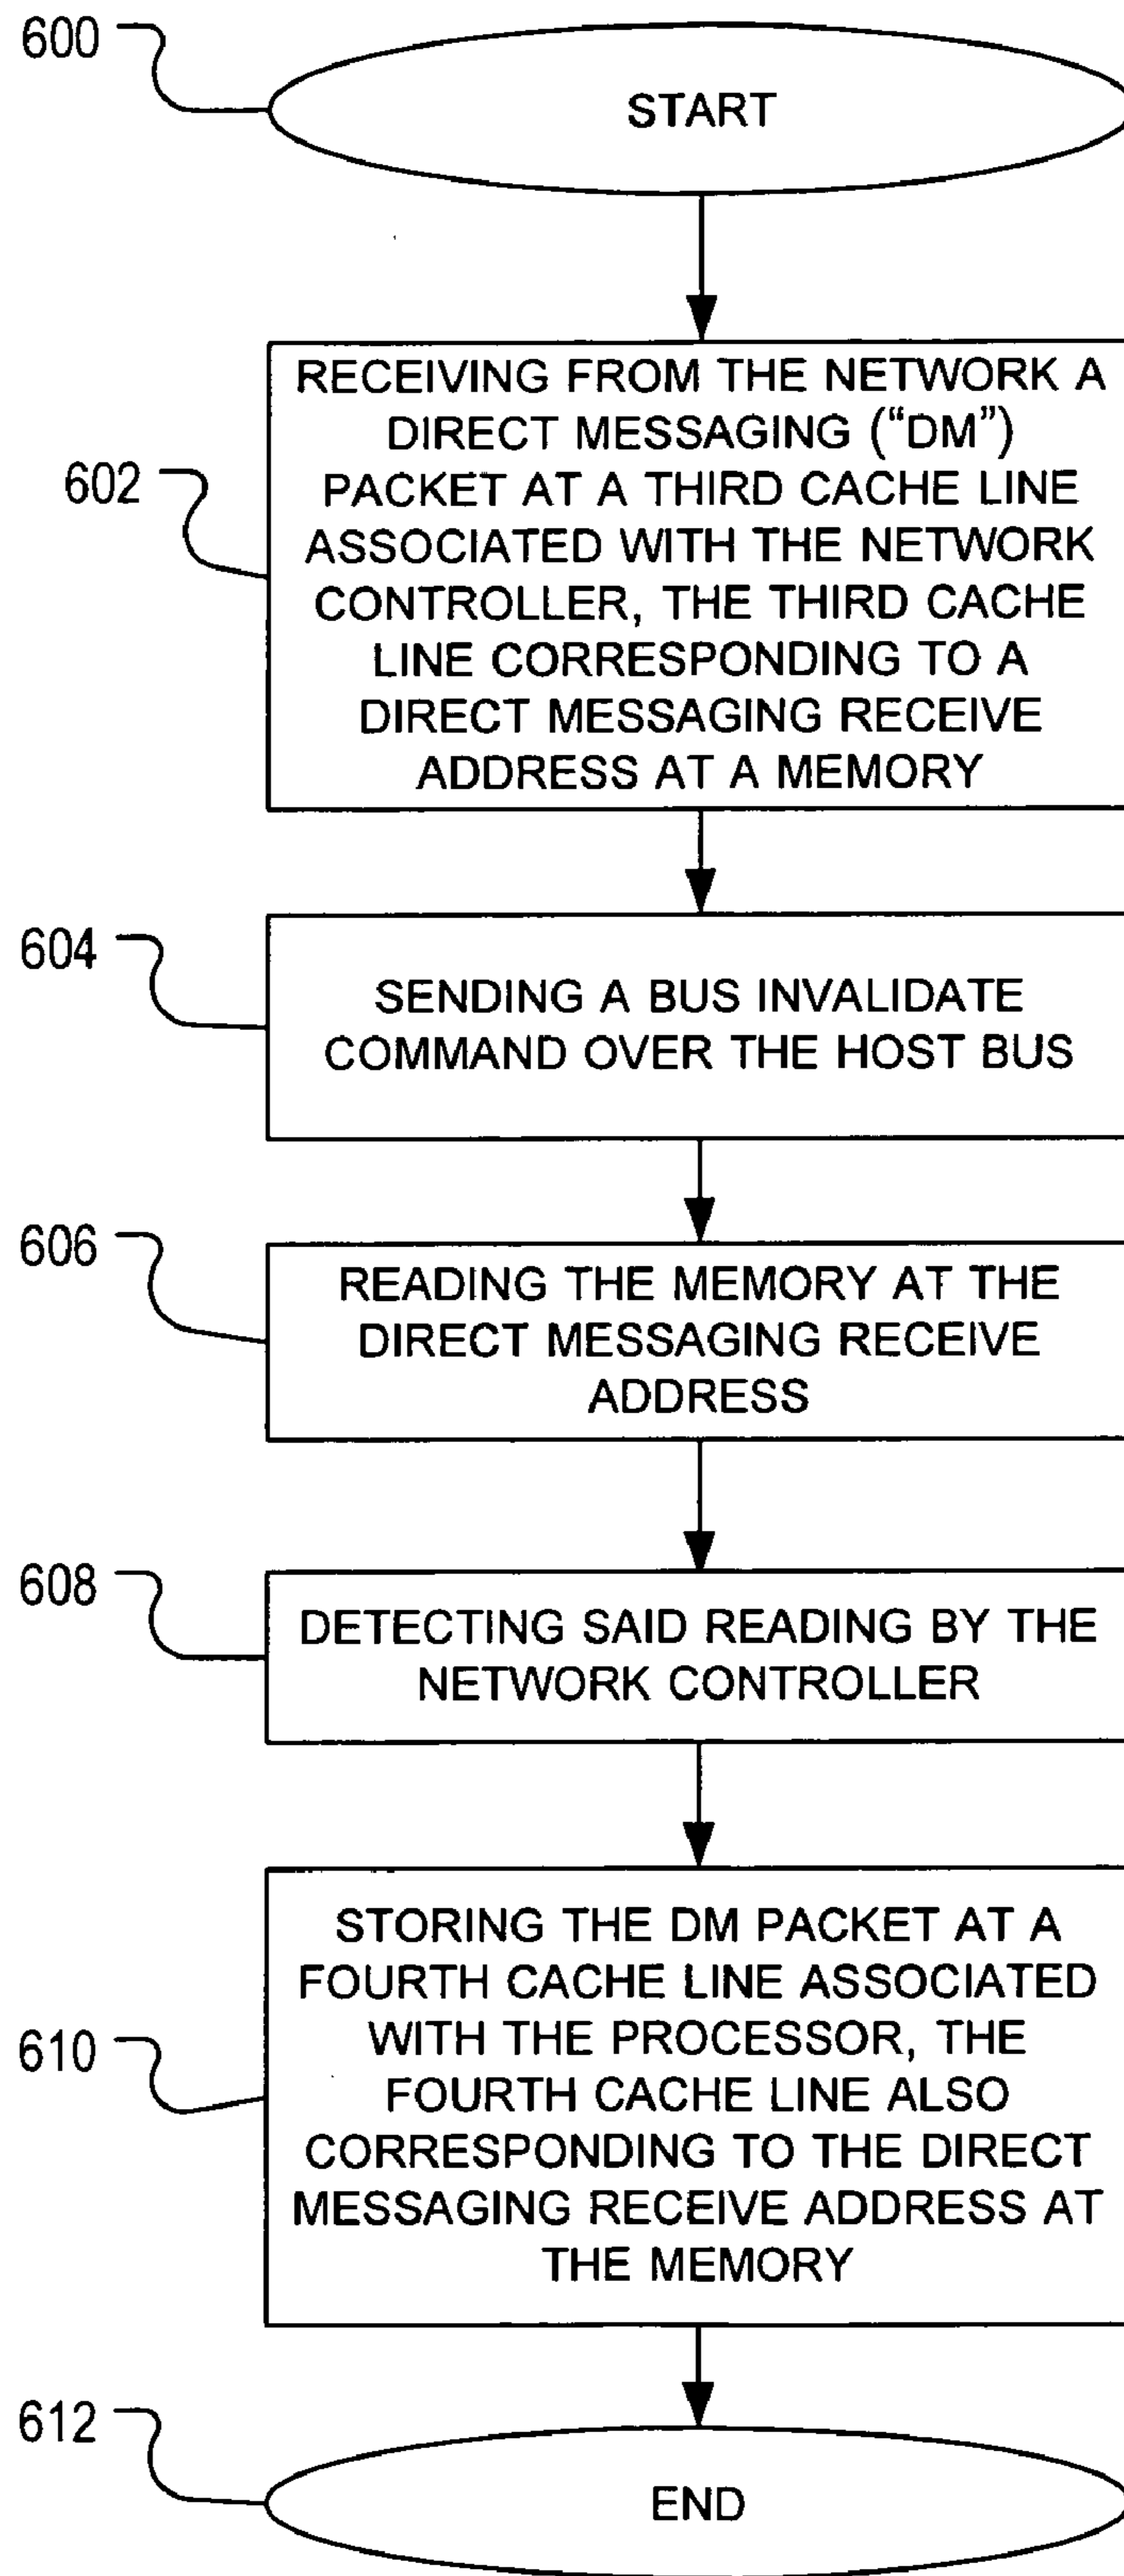 600
START
602
RECEIVING FROM THE NETWORK A
DIRECT MESSAGING (“DM”)
PACKET AT A THIRD CACHE LINE
ASSOCIATED WITH THE NETWORK
CONTROLLER, THE THIRD CACHE
LINE CORRESPONDING TO A
DIRECT MESSAGING RECEIVE
ADDRESS AT A MEMORY
604
SENDING A BUS INVALIDATE
COMMAND OVER THE HOST BUS
606
READING THE MEMORY AT THE
DIRECT MESSAGING RECEIVE
ADDRESS
608
DETECTING SAID READING BY THE
NETWORK CONTROLLER
610
STORING THE DM PACKET AT A
FOURTH CACHE LINE ASSOCIATED
WITH THE PROCESSOR, THE
FOURTH CACHE LINE ALSO
CORRESPONDING TO THE DIRECT
MESSAGING RECEIVE ADDRESS AT
THE MEMORY
612
END